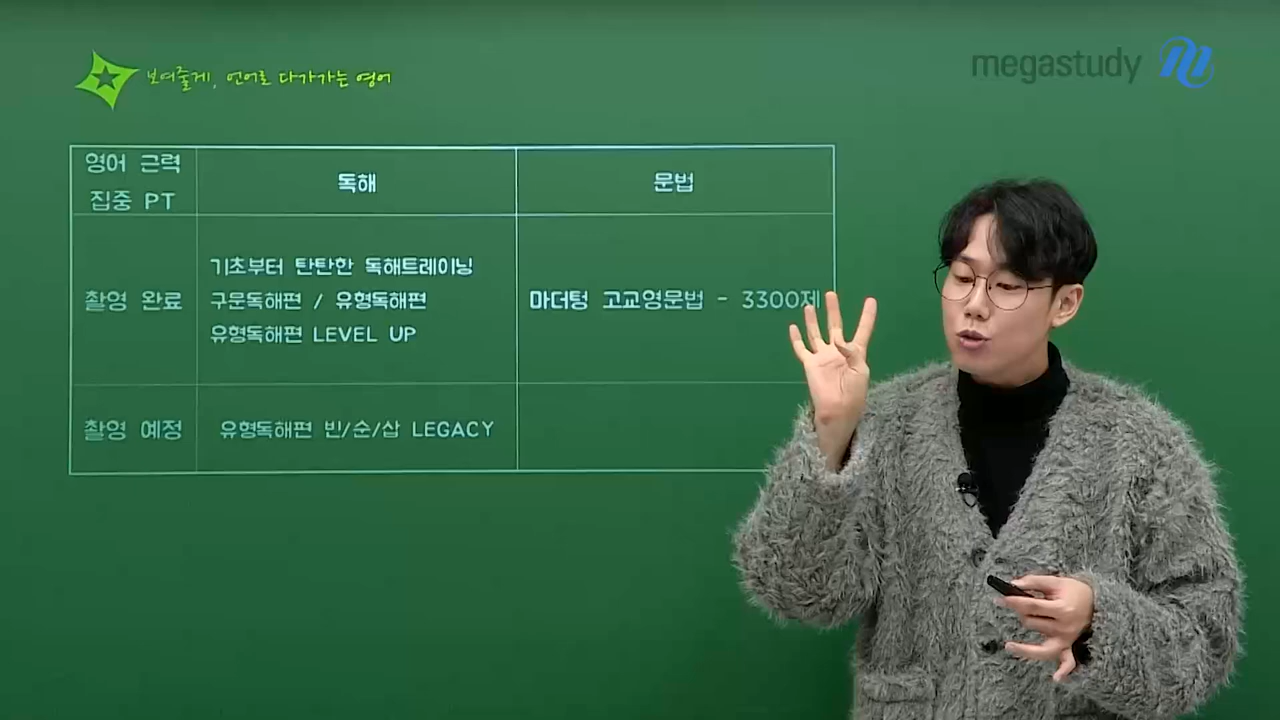 보여줄게, 언어로 다가가는 영어
megastudy
영어 근력
집중 PT
독해
문법
촬영 완료
기초부터 탄탄한 독해트레이닝
구문독해편 / 유형독해편
유형독해편 LEVEL UP
마더텅 고교영문법 - 3300제
촬영 예정
유형독해편 빈/순/삽 LEGACY